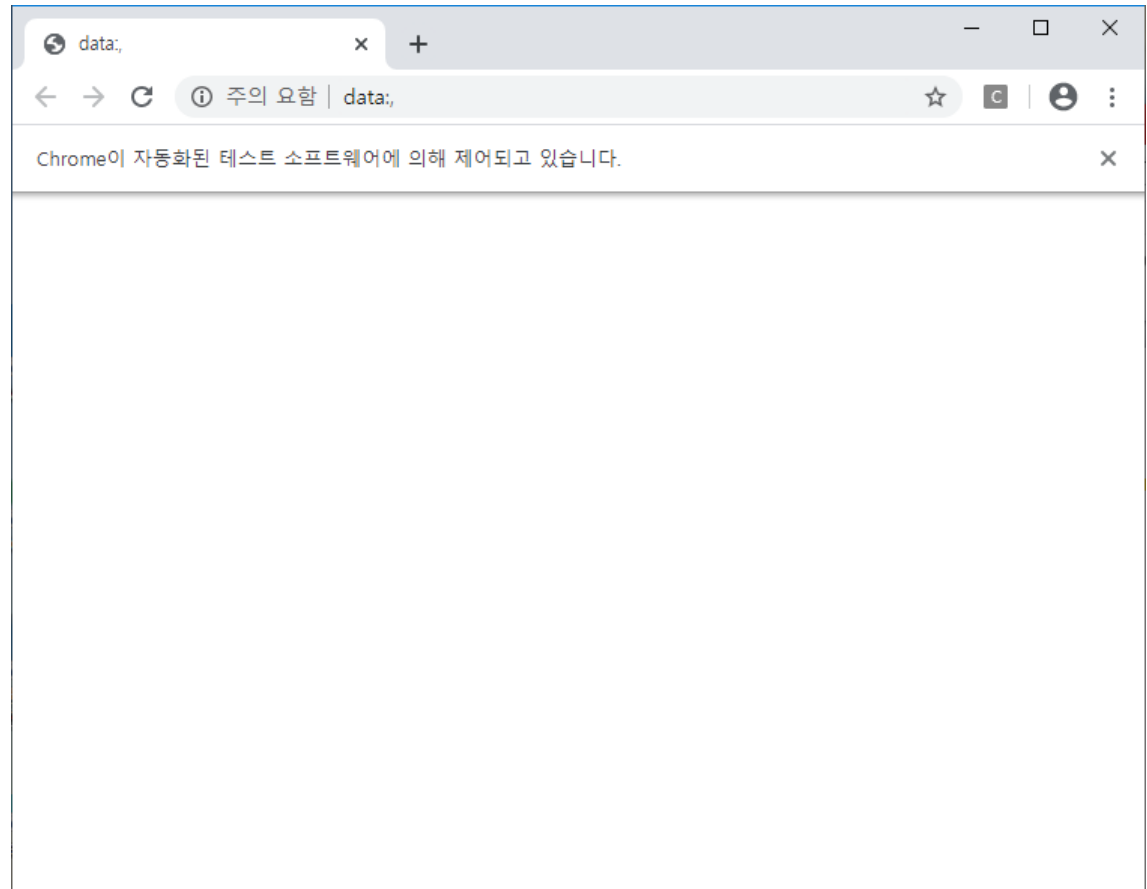 data:,
주의 요함 data:,
C
Chrome이 자동화된 테스트 소프트웨어에 의해 제어되고 있습니다.